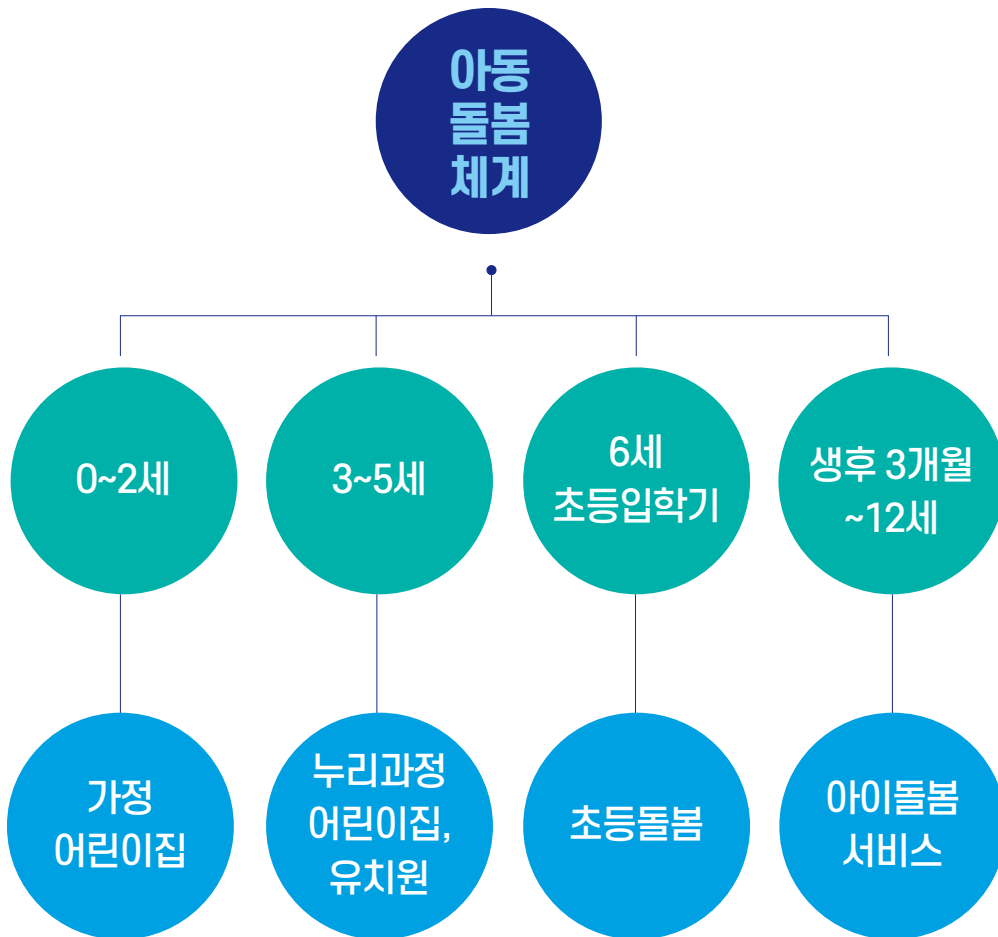 아동
돌봄
체계
0~2세
3~5세
6세
초등입학기
생후 3개월
~12세
가정
어린이집
누리과정
어린이집,
유치원
초등돌봄
아이돌봄
서비스